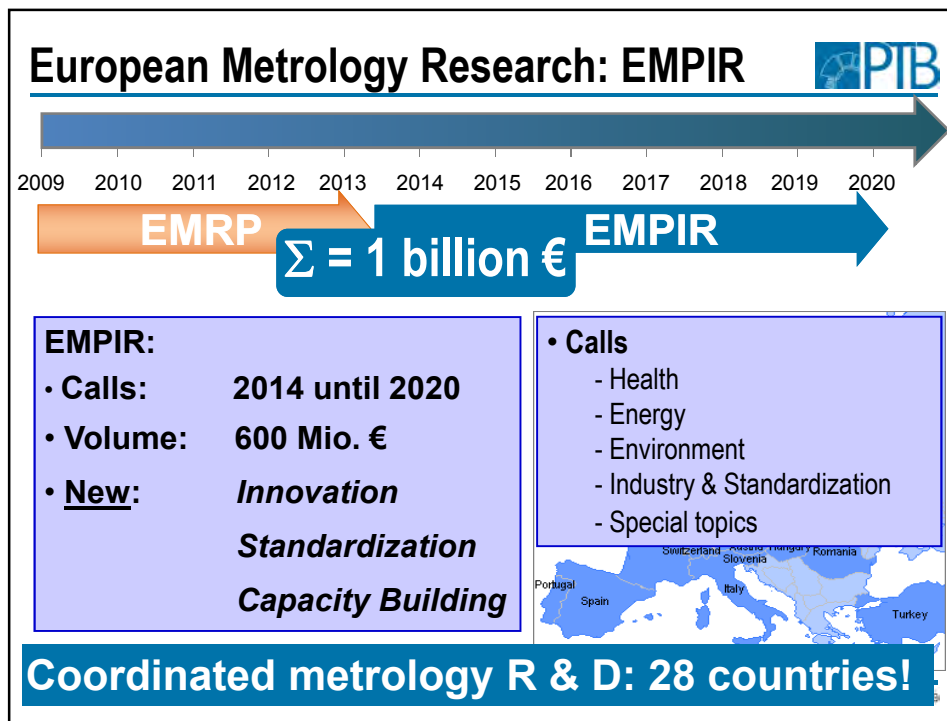 European Metrology Research: EMPIR
PTB
2009 2010 2011 2012 2013 2014 2015 2016 2017 2018 2019 2020
EMRP
EMPIR
Σ = 1 billion €
EMPIR:
• Calls: 2014 until 2020
• Volume: 600 Mio. €
• New: Innovation
Standardization
Capacity Building
• Calls
- Health
- Energy
- Environment
- Industry & Standardization
- Special topics
Switzerland Austria Hungary Romania
Slovenia
Portugal
Spain
Italy
Turkey
Coordinated metrology R & D: 28 countries!